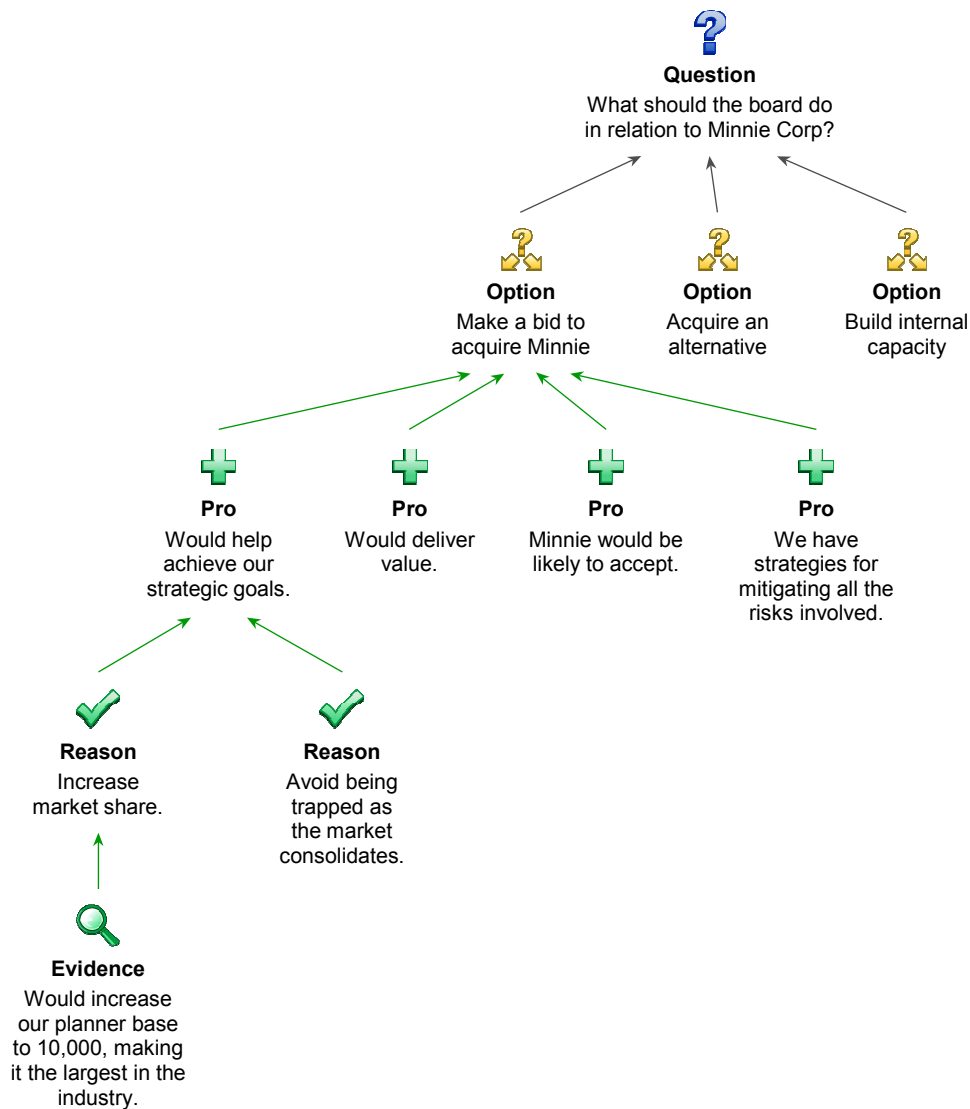 Question
What should the board do
in relation to Minnie Corp?
Option
Make a bid to
acquire Minnie
Option
Acquire an
alternative
Option
Build internal
capacity
Pro
Would help
achieve our
strategic goals.
Pro
Would deliver
value.
Pro
Minnie would be
likely to accept.
Pro
We have
strategies for
mitigating all the
risks involved.
Reason
Increase
market share.
Reason
Avoid being
trapped as
the market
consolidates.
Evidence
Would increase
our planner base
to 10,000, making
it the largest in the
industry.